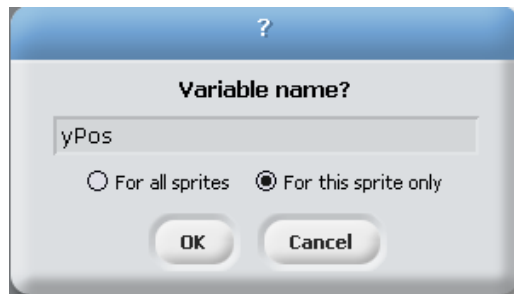 ?
Variable name?
yPos
For all sprites For this sprite only
OK Cancel